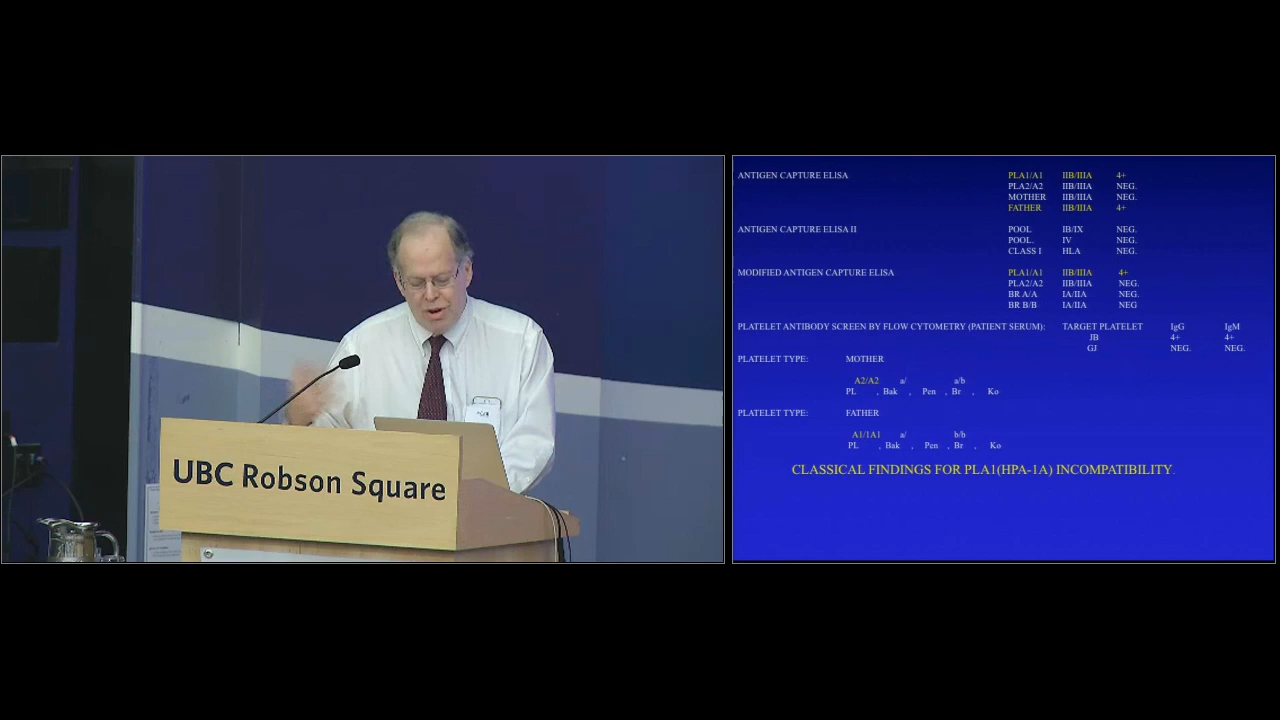 UBC Robson Square
ANTIGEN CAPTURE ELISA PLA1/A1 IIB/IIIA 4+
PLA2/A2 IIB/IIIA NEG.
MOTHER IIB/IIIA NEG.
FATHER IIB/IIIA 4+
ANTIGEN CAPTURE ELISA II POOL IB/IX NEG.
POOL. IV NEG.
CLASS I HLA NEG.
MODIFIED ANTIGEN CAPTURE ELISA PLA1/A1 IIB/IIIA 4+
PLA2/A2 IIB/IIIA NEG.
BR A/A IA/IIA NEG.
BR B/B IA/IIA NEG
PLATELET ANTIBODY SCREEN BY FLOW CYTOMETRY (PATIENT SERUM): TARGET PLATELET IgG IgM
JB 4+ 4+
GJ NEG. NEG.
PLATELET TYPE: MOTHER
A2/A2 a/ a/b
PL , Bak , Pen , Br , Ko
PLATELET TYPE: FATHER
A1/1A1 a/ b/b
PL , Bak , Pen , Br , Ko
CLASSICAL FINDINGS FOR PLA1(HPA-1A) INCOMPATIBILITY.